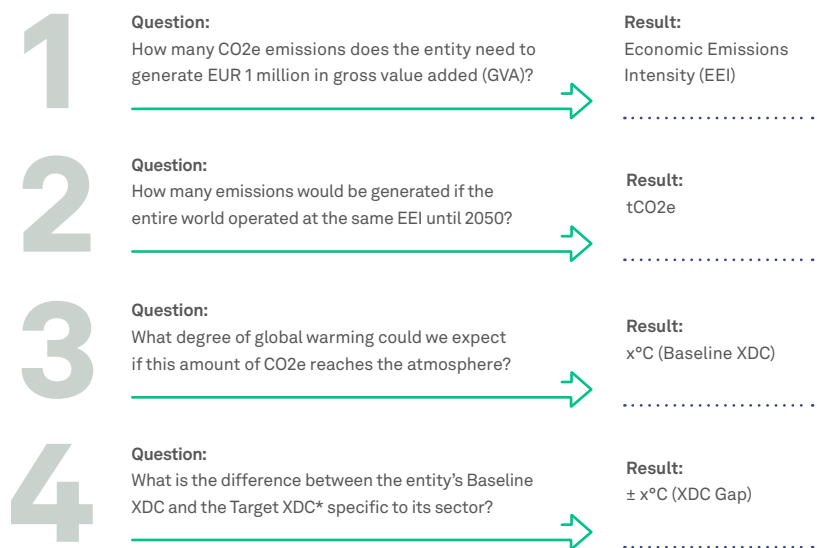 1
Question:
How many CO2e emissions does the entity need to
generate EUR 1 million in gross value added (GVA)?
Result:
Economic Emissions
Intensity (EEI)
2
Question:
How many emissions would be generated if the
entire world operated at the same EEI until 2050?
Result:
tCO2e
3
Question:
What degree of global warming could we expect
if this amount of CO2e reaches the atmosphere?
Result:
x°C (Baseline XDC)
4
Question:
What is the difference between the entity's Baseline
XDC and the Target XDC* specific to its sector?
Result:
± x°C (XDC Gap)